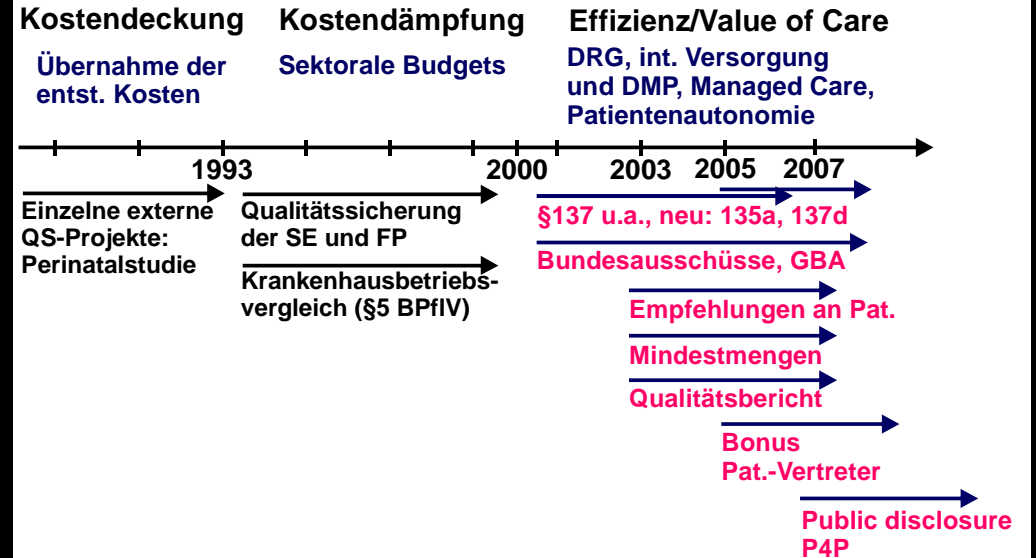 Kostendeckung
Kostendämpfung
Effizienz/Value of Care
Übernahme der
entst. Kosten
Sektorale Budgets
DRG, int. Versorgung
und DMP, Managed Care,
Patientenautonomie
1993
2000
2003
2005
2007
Einzelne externe
QS-Projekte:
Perinatalstudie
Qualitätssicherung
der SE und FP
Krankenhausbetriebs-
vergleich (§5 BPflV)
§137 u.a., neu: 135a, 137d
Bundesausschüsse, GBA
Empfehlungen an Pat.
Mindestmengen
Qualitätsbericht
Bonus
Pat.-Vertreter
Public disclosure
P4P